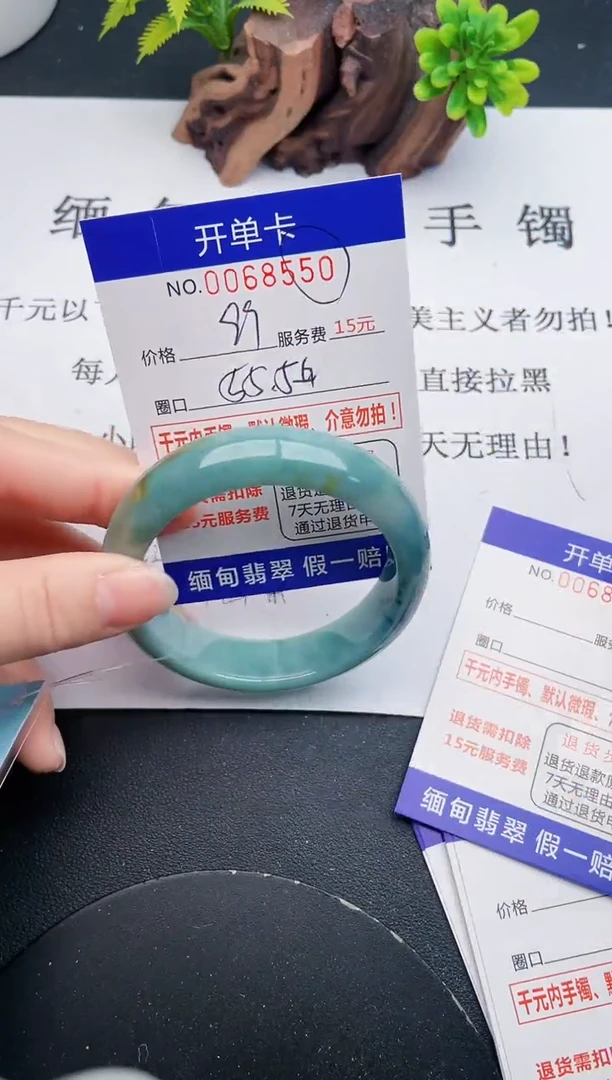 缅 手 镯
开单卡
NO.0068550
千元以 美主义者勿拍！
价格 99 服务费 15元
每 直接拉黑
圈口 55.54
千元内手镯、默认微瑕、介意勿拍！
小 天无理由！
需扣除
元服务费
退货退
7天无理由
通过退货申
缅甸翡翠 假一赔
开单
NO.0068
价格 服
圈口
千元内手镯、默认微瑕、
退货需扣除
15元服务费
退货
退货退款
7天无理由
通过退货申
缅甸翡翠 假一赔
价格
圈口
千元内手镯、
退货需扣